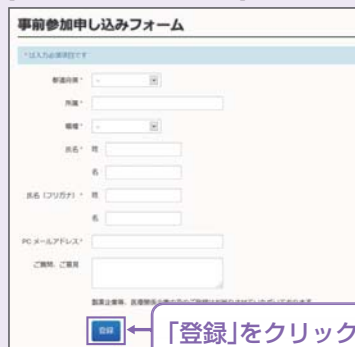 事前参加申し込みフォーム
*は入力必須項目です
都道府県*
所属*
職種*
氏名* 姓
名
氏名（フリガナ）* 姓
名
PC メールアドレス*
ご質問、ご意見
登録
「登録」をクリック